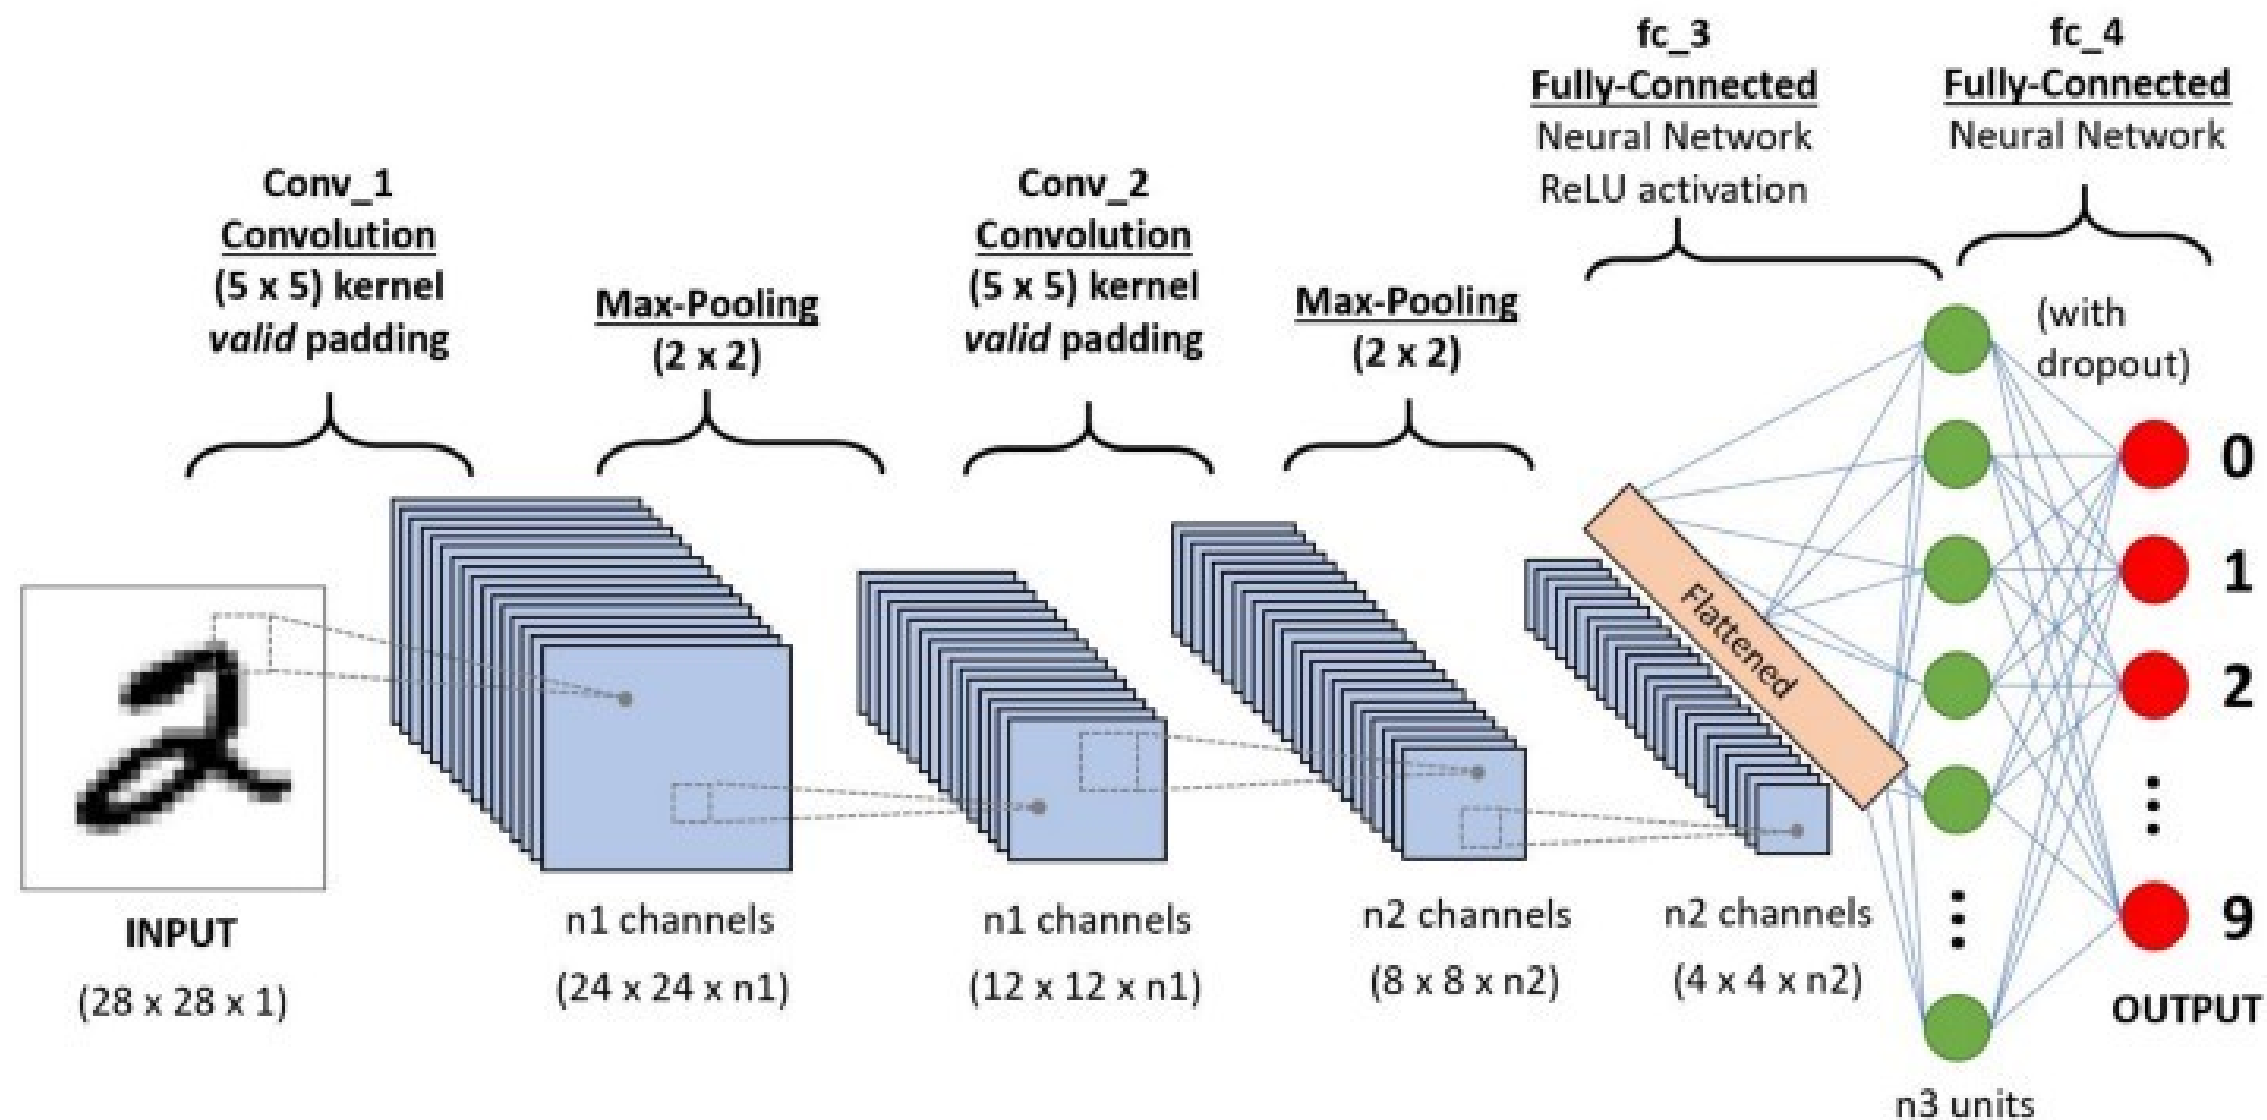 Conv_1
Convolution
(5 x 5) kernel
valid padding
Max-Pooling
(2 x 2)
Conv_2
Convolution
(5 x 5) kernel
valid padding
Max-Pooling
(2 x 2)
fc_3
Fully-Connected
Neural Network
ReLU activation
fc_4
Fully-Connected
Neural Network
(with
dropout)
Flattened
0
1
2
9
INPUT
(28 x 28 x 1)
n1 channels
(24 x 24 x n1)
n1 channels
(12 x 12 x n1)
n2 channels
(8 x 8 x n2)
n2 channels
(4 x 4 x n2)
n3 units
OUTPUT